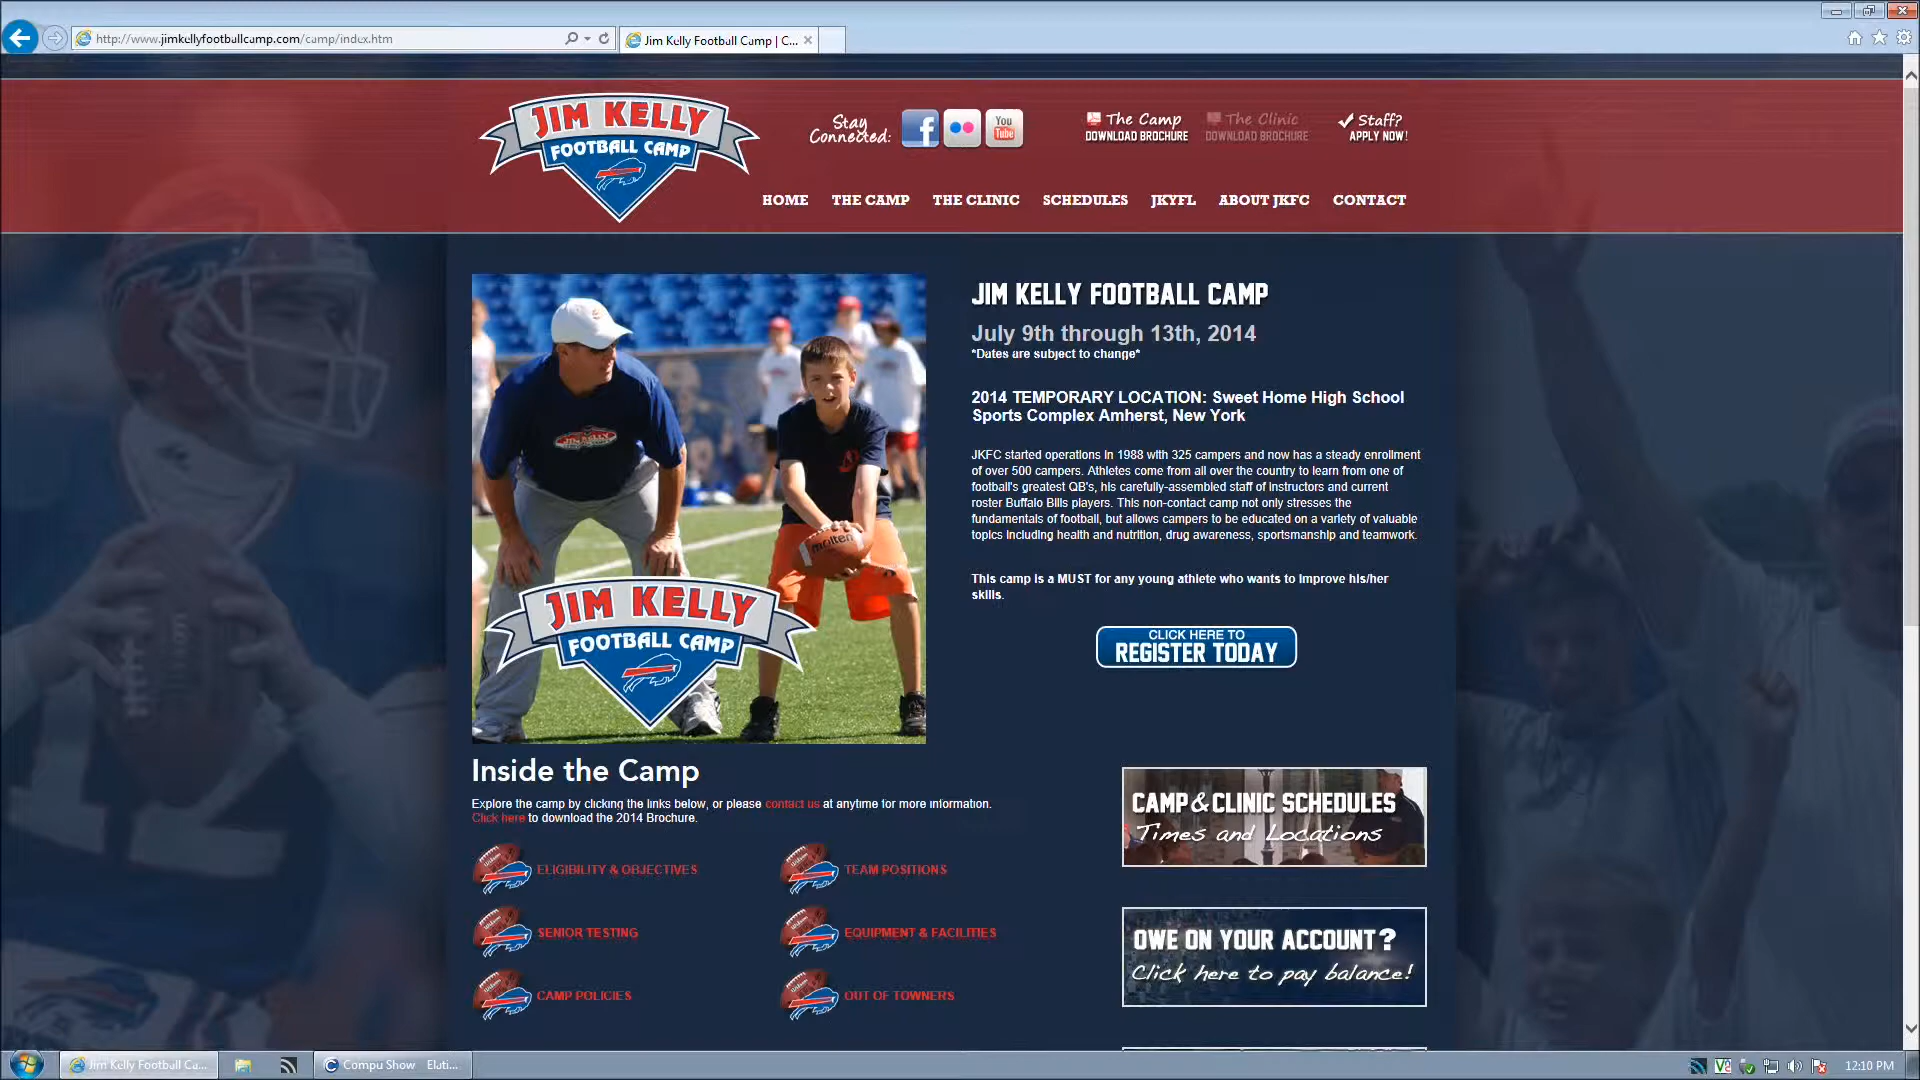 http://www.jimkellyfootballcamp.com/camp/index.htm
Jim Kelly Football Camp | C...
JIM KELLY
FOOTBALL CAMP
Stay
Connected:
You
Tube
The Camp
DOWNLOAD BROCHURE
The Clinic
DOWNLOAD BROCHURE
Staff?
APPLY NOW!
HOME THE CAMP THE CLINIC SCHEDULES JKYFL ABOUT JKFC CONTACT
JIM KELLY
molten
JIM KELLY
FOOTBALL CAMP
JIM KELLY FOOTBALL CAMP
July 9th through 13th, 2014
*Dates are subject to change*
2014 TEMPORARY LOCATION: Sweet Home High School
Sports Complex Amherst, New York
JKFC started operations in 1988 with 325 campers and now has a steady enrollment
of over 500 campers. Athletes come from all over the country to learn from one of
football's greatest QB's, his carefully-assembled staff of instructors and current
roster Buffalo Bills players. This non-contact camp not only stresses the
fundamentals of football, but allows campers to be educated on a variety of valuable
topics including health and nutrition, drug awareness, sportsmanship and teamwork.
This camp is a MUST for any young athlete who wants to improve his/her
skills.
CLICK HERE TO
REGISTER TODAY
Inside the Camp
Explore the camp by clicking the links below, or please contact us at anytime for more information.
Click here to download the 2014 Brochure.
ELIGIBILITY & OBJECTIVES
TEAM POSITIONS
SENIOR TESTING
EQUIPMENT & FACILITIES
CAMP POLICIES
OUT OF TOWNERS
CAMP & CLINIC SCHEDULES
Times and Locations
OWE ON YOUR ACCOUNT?
Click here to pay balance!
Jim Kelly Football Ca...
Compu Show Elati...
12:10 PM